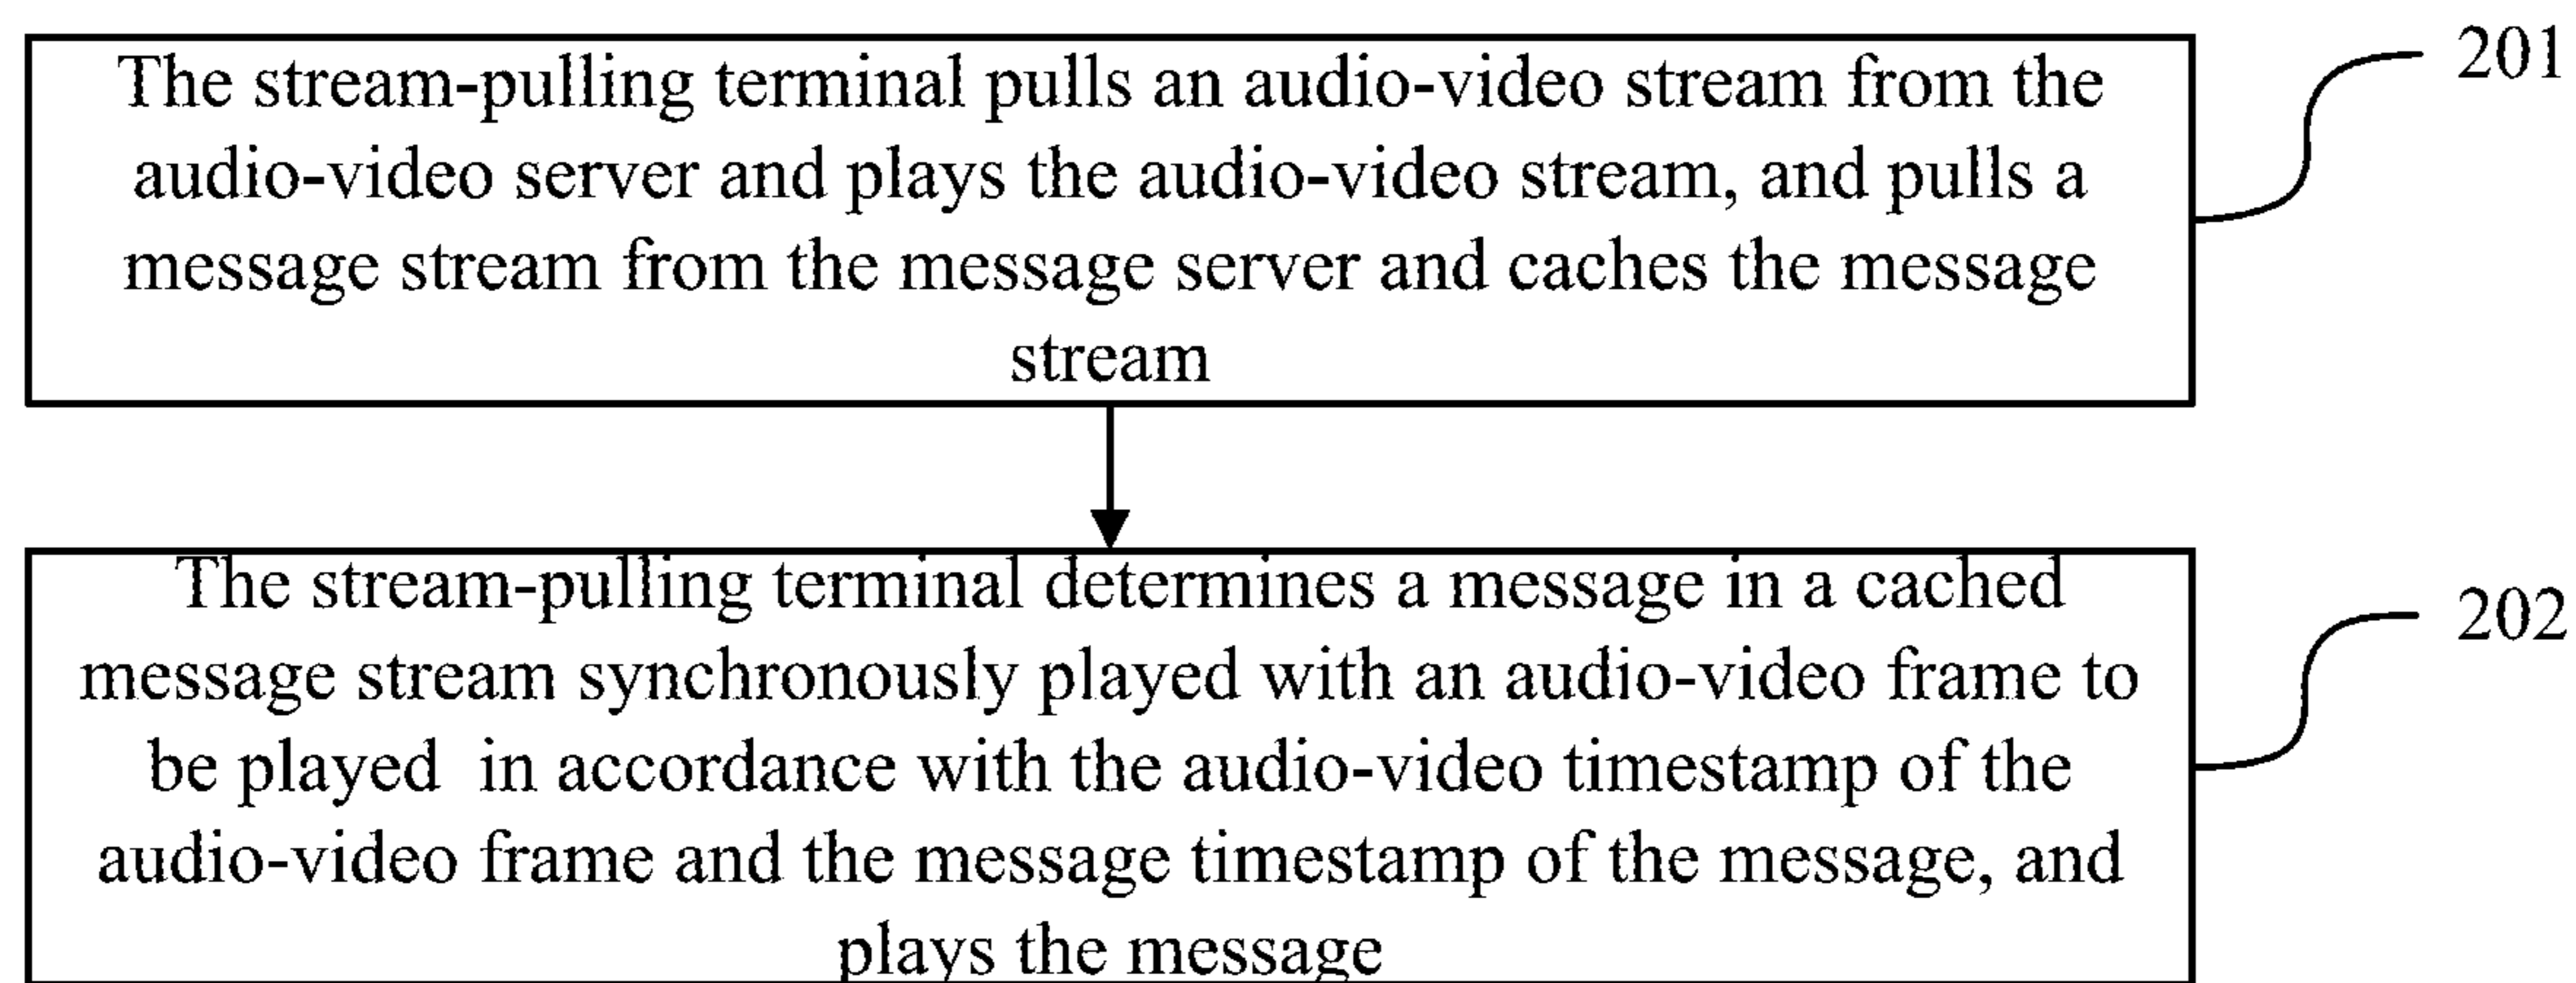 The stream-pulling terminal pulls an audio-video stream from the
audio-video server and plays the audio-video stream, and pulls a
message stream from the message server and caches the message
stream
201
The stream-pulling terminal determines a message in a cached
message stream synchronously played with an audio-video frame to
be played in accordance with the audio-video timestamp of the
audio-video frame and the message timestamp of the message, and
plays the message
202